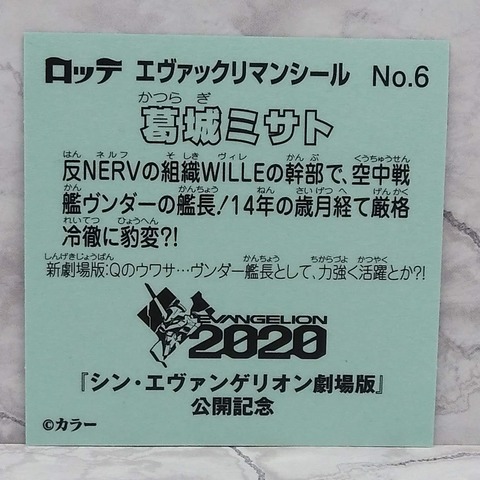 ロッテ エヴァックリマンシール No.6
かつら ぎ
葛城ミサト
はん ネルフ そ しき ヴィレ かん ぶ くうちゅうせん
反NERVの組織WILLEの幹部で、空中戦
かん かんちょう ねん さいげつ へ げんかく
艦ヴンダーの艦長!14年の歳月経て厳格
れいてつ ひょうへん
冷徹に豹変?!
しんげきじょうばん かんちょう ちからづよ かつやく
新劇場版:Qのウワサ…ヴンダー艦長として、力強く活躍とか?!
EVANGELION
2020
『シン・エヴァンゲリオン劇場版』
公開記念
©カラー